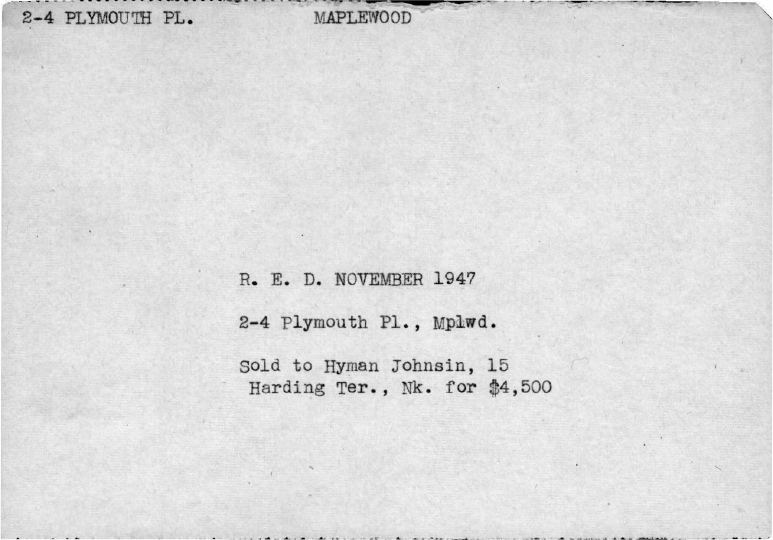 2-4 PLYMOUTH PL. MAPLEWOOD
R. E. D. NOVEMBER 1947
2-4 Plymouth Pl., Mplwd.
Sold to Hyman Johnsin, 15
Harding Ter., Nk. for $4,500